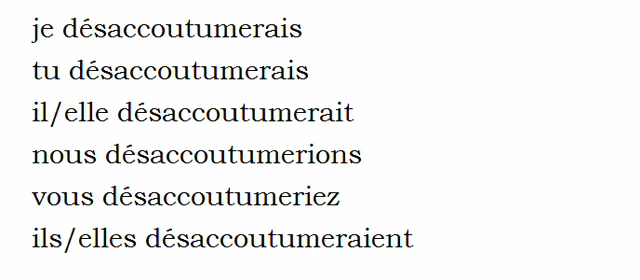 je désaccoutumerais
tu désaccoutumerais
il/elle désaccoutumerait
nous désaccoutumerions
vous désaccoutumeriez
ils/elles désaccoutumeraient